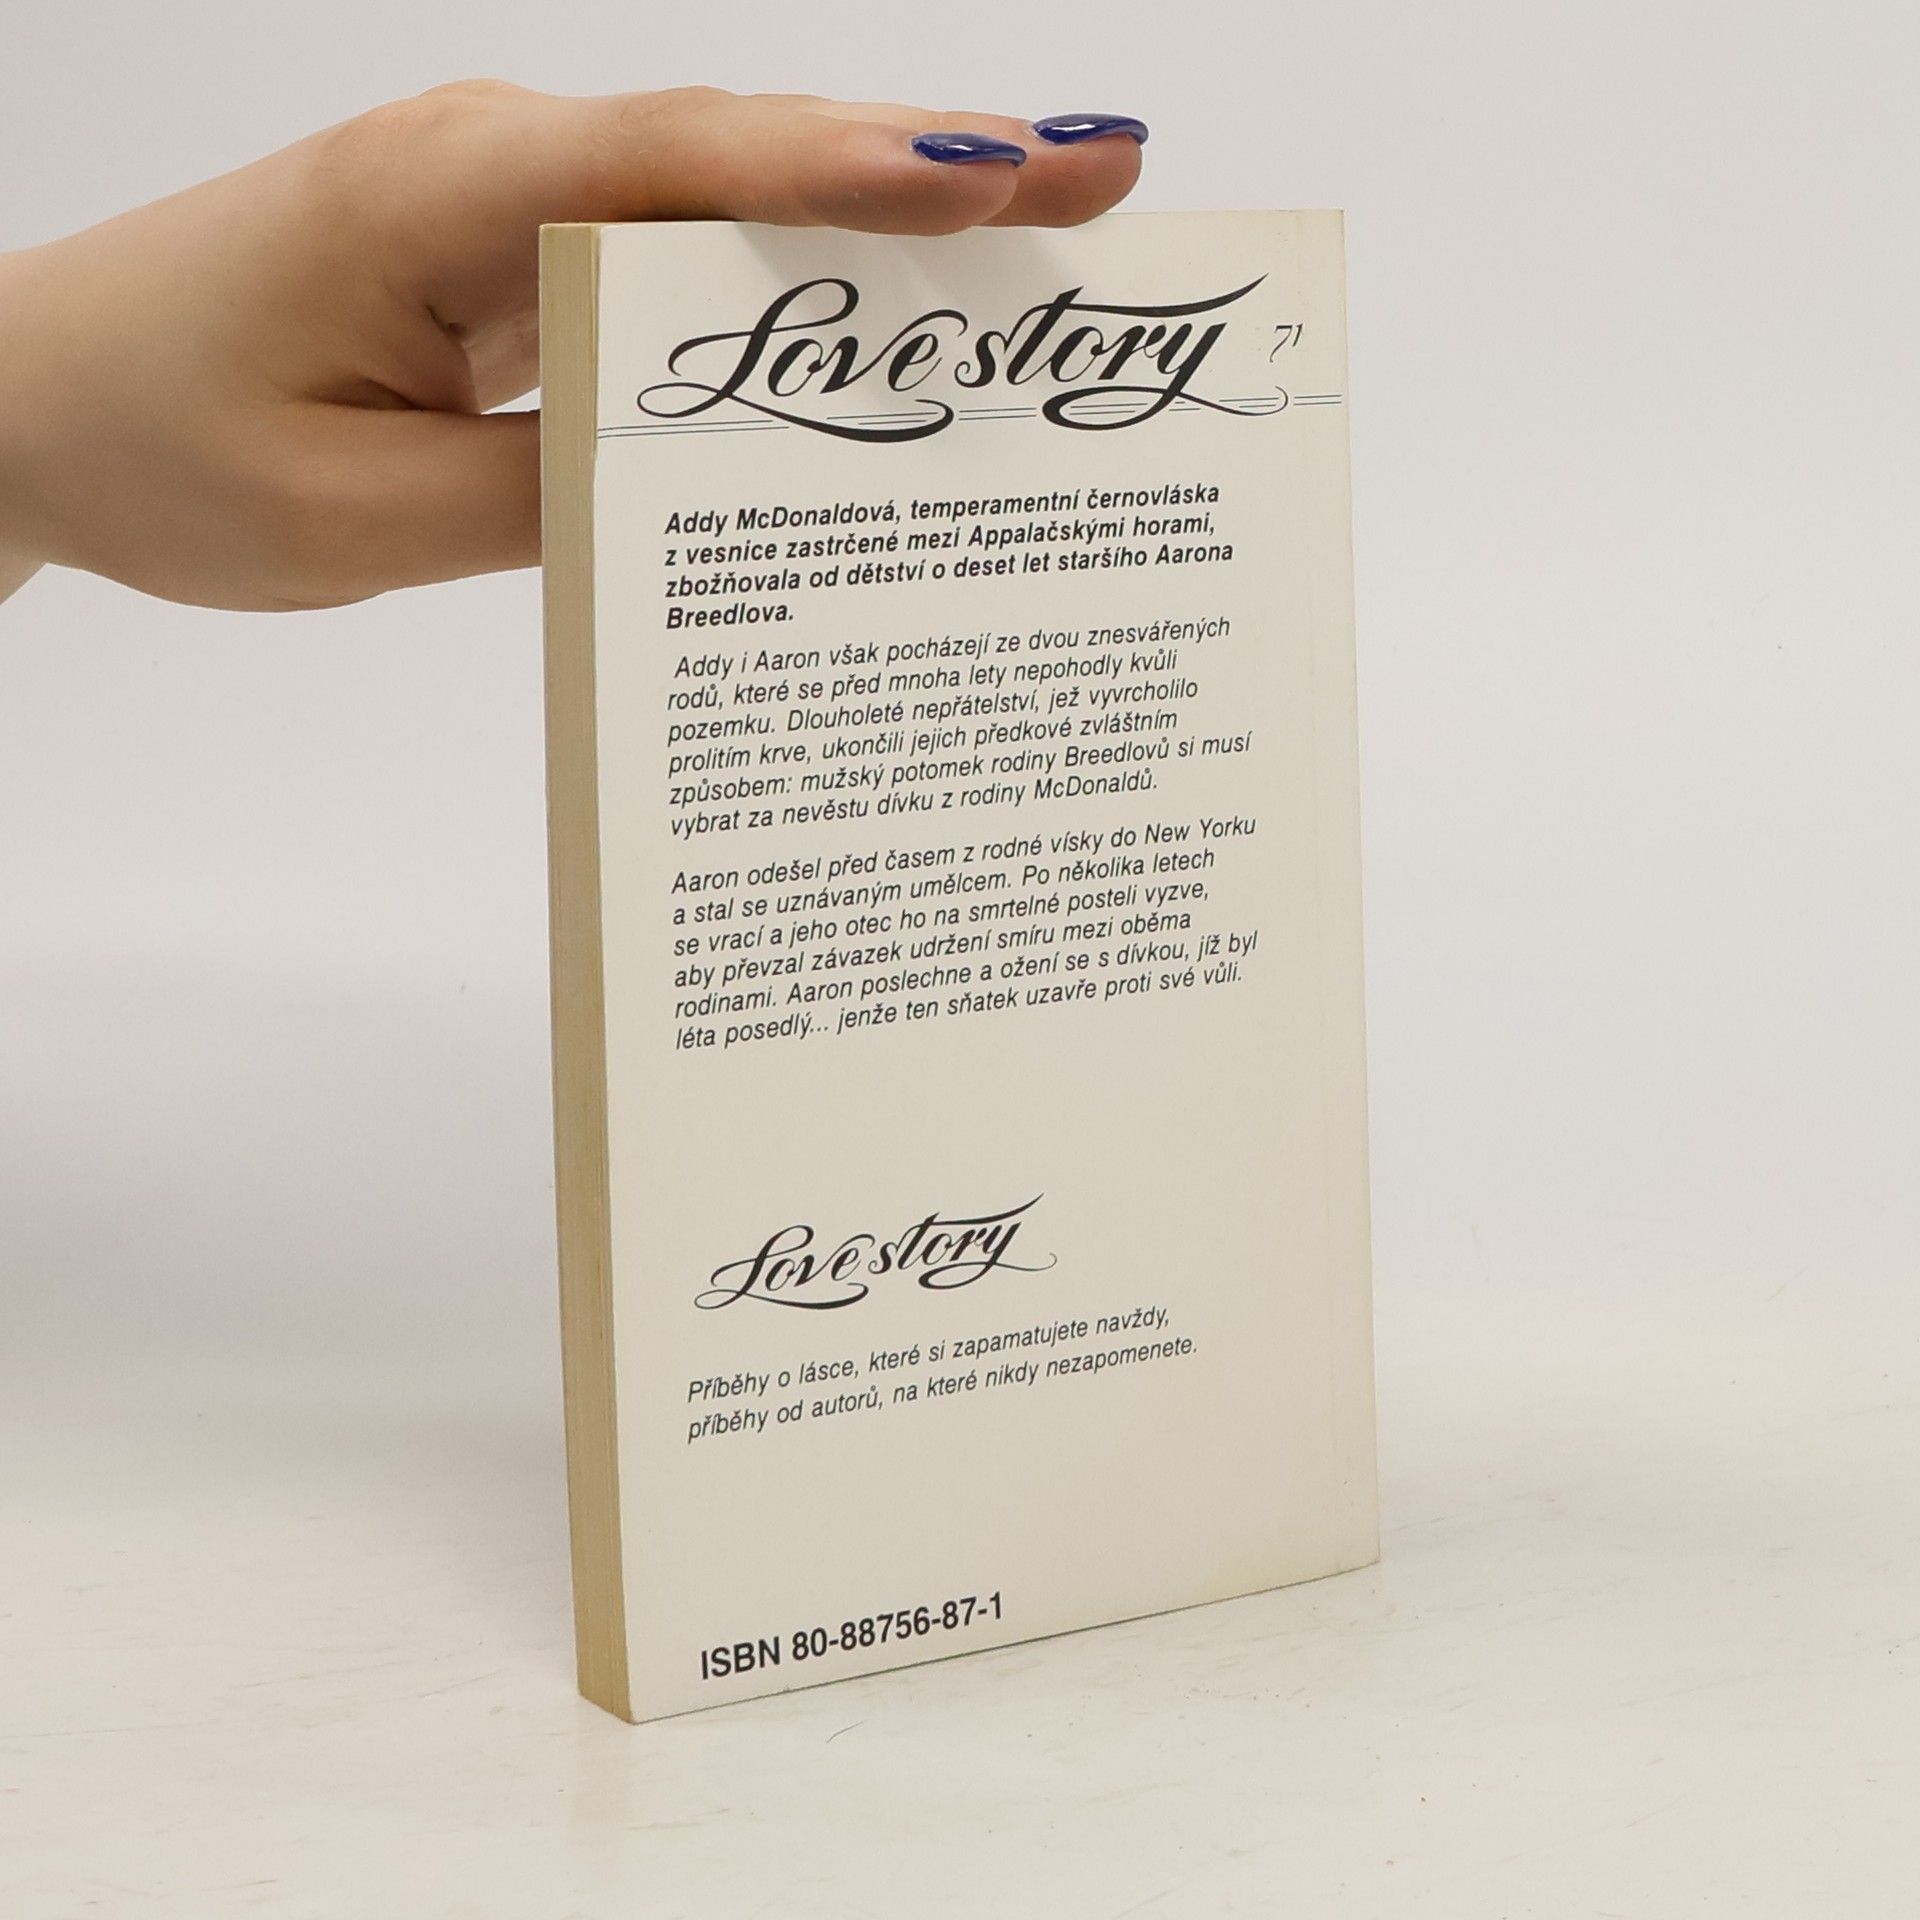 Love story 71
Addy McDonaldová, temperamentní černovláska
z vesnice zastrčené mezi Appalačskými horami,
zbožňovala od dětství o deset let staršího Aarona
Breedlova.
Addy i Aaron však pocházejí ze dvou znesvářených
rodů, které se před mnoha lety nepohodly kvůli
pozemku. Dlouholeté nepřátelství, jež vyvrcholilo
prolitím krve, ukončili jejich předkové zvláštním
způsobem: mužský potomek rodiny Breedlovů si musí
vybrat za nevěstu dívku z rodiny McDonaldů.
Aaron odešel před časem z rodné vísky do New Yorku
a stal se uznávaným umělcem. Po několika letech
se vrací a jeho otec ho na smrtelné posteli vyzve,
aby převzal závazek udržení smíru mezi oběma
rodinami. Aaron poslechne a ožení se s dívkou, jíž byl
léta posedlý... jenže ten sňatek uzavře proti své vůli.
Love story
Příběhy o lásce, které si zapamatujete navždy,
příběhy od autorů, na které nikdy nezapomenete.
ISBN 80-88756-87-1